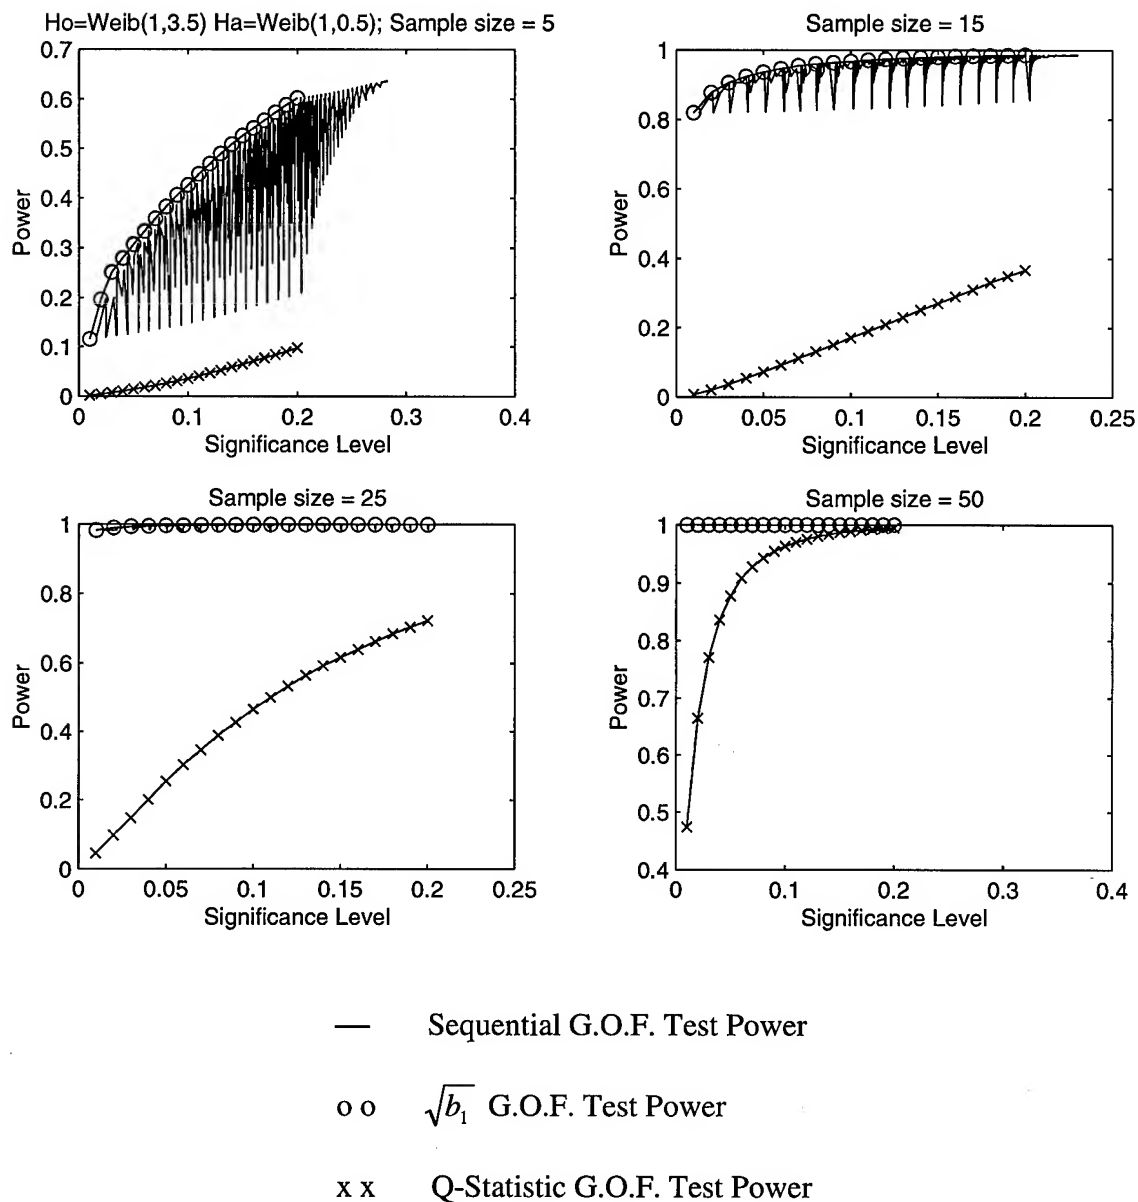 Ho=Weib(1,3.5) Ha=Weib(1,0.5); Sample size = 5
0.7
0.6
0.5
0.4
0.3
0.2
0.1
0
Power
0 0.1 0.2 0.3 0.4
Significance Level
Sample size = 15
1
0.8
0.6
0.4
0.2
0
Power
0 0.05 0.1 0.15 0.2 0.25
Significance Level
Sample size = 25
1
0.8
0.6
0.4
0.2
0
Power
0 0.05 0.1 0.15 0.2 0.25
Significance Level
Sample size = 50
1
0.9
0.8
0.7
0.6
0.5
0.4
Power
0 0.1 0.2 0.3 0.4
Significance Level
— Sequential G.O.F. Test Power
o o √b₁ G.O.F. Test Power
x x Q-Statistic G.O.F. Test Power